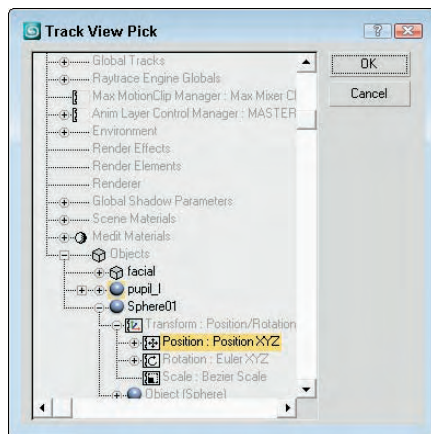 Track View Pick
Global Tracks
Raytrace Engine Globals
Max MotionClip Manager : Max Mixer Cl
Anim Layer Control Manager : MASTER
Environment
Render Effects
Render Elements
Renderer
Global Shadow Parameters
Scene Materials
Medit Materials
Objects
facial
pupil_l
Sphere01
Transform : Position/Rotation
Position : Position XYZ
Rotation : Euler XYZ
Scale : Bezier Scale
Object (Sphere)
OK
Cancel